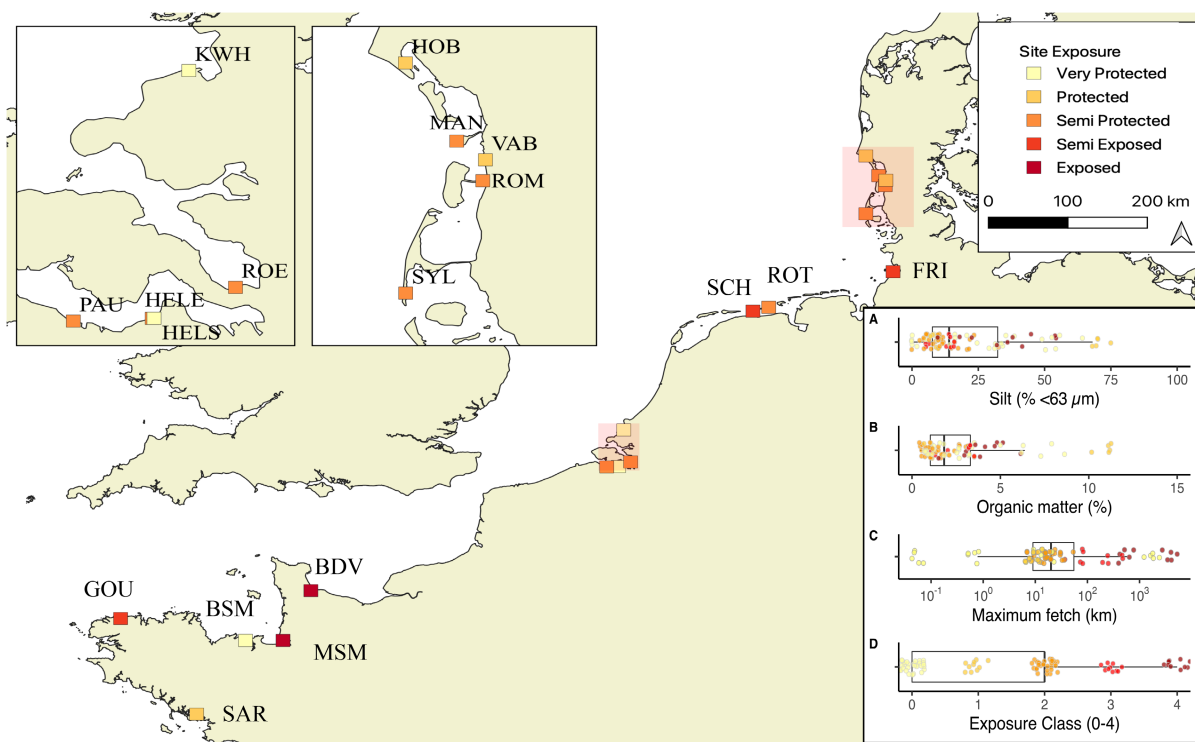 KWH
ROE
PAU
HELE
HELS
HOB
MAN
VAB
ROM
SYL
Site Exposure
Very Protected
Protected
Semi Protected
Semi Exposed
Exposed
0 100 200 km
FRI
SCH
ROT
GOU
BSM
BDV
MSM
SAR
A
0 25 50 75 100
Silt (% <63 µm)
B
0 5 10 15
Organic matter (%)
C
10⁻¹ 10⁰ 10¹ 10² 10³
Maximum fetch (km)
D
0 1 2 3 4
Exposure Class (0-4)